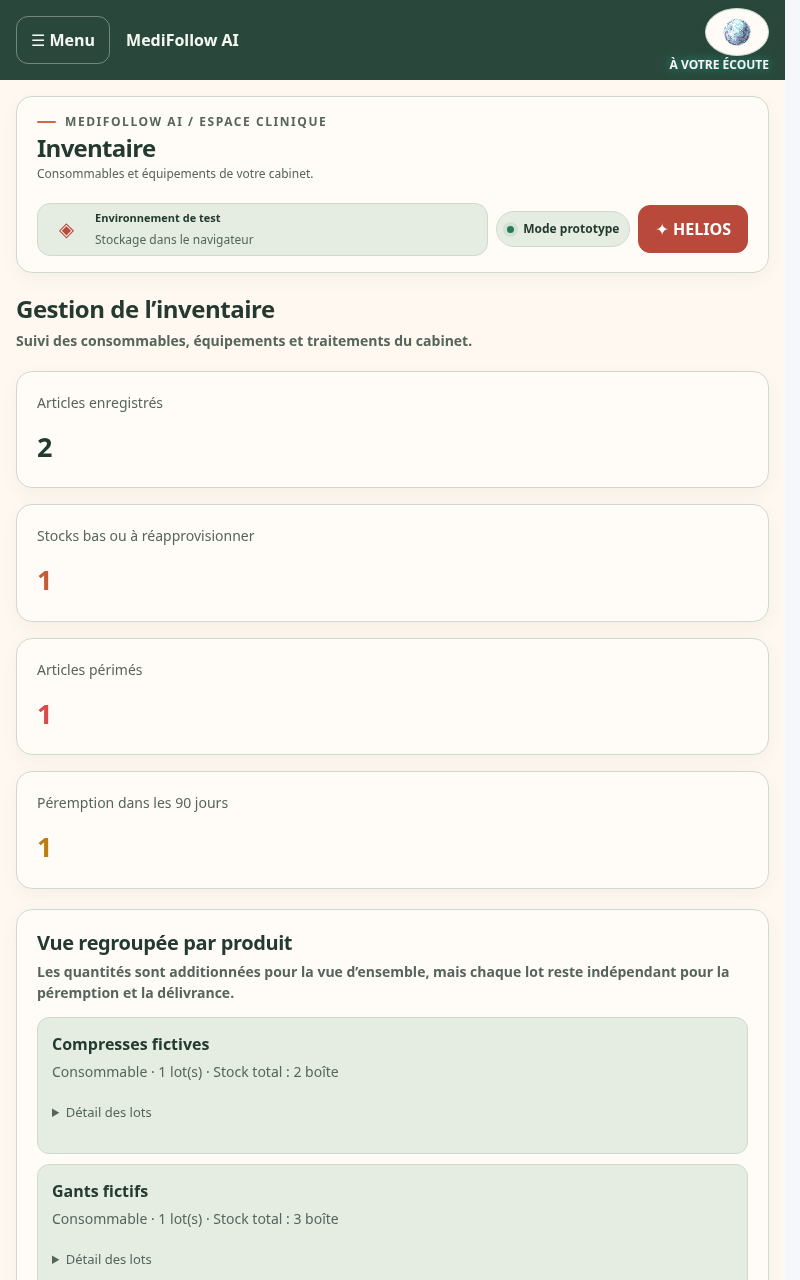 ☰ Menu
MediFollow AI
À VOTRE ÉCOUTE
MEDIFOLLOW AI / ESPACE CLINIQUE
Inventaire
Consommables et équipements de votre cabinet.
Environnement de test
Stockage dans le navigateur
Mode prototype
✦ HELIOS
Gestion de l’inventaire
Suivi des consommables, équipements et traitements du cabinet.
Articles enregistrés
2
Stocks bas ou à réapprovisionner
1
Articles périmés
1
Péremption dans les 90 jours
1
Vue regroupée par produit
Les quantités sont additionnées pour la vue d’ensemble, mais chaque lot reste indépendant pour la
péremption et la délivrance.
Compresses fictives
Consommable · 1 lot(s) · Stock total : 2 boîte
▶ Détail des lots
Gants fictifs
Consommable · 1 lot(s) · Stock total : 3 boîte
▶ Détail des lots